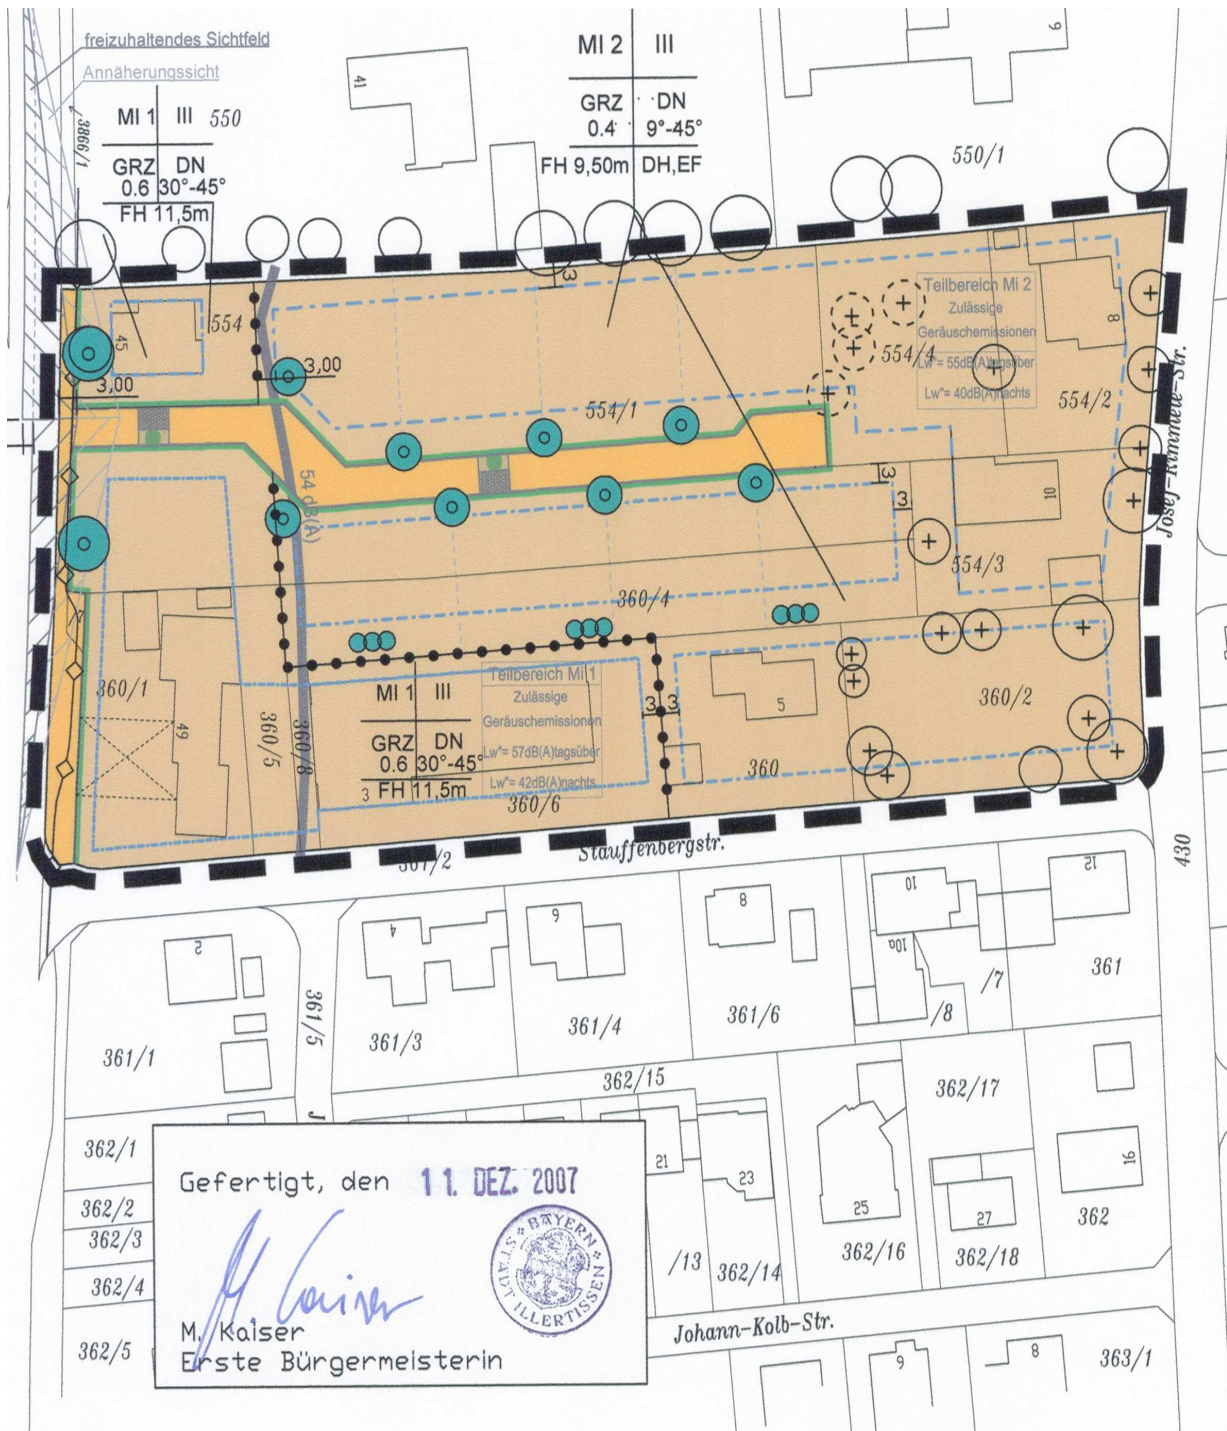 freizuhaltendes Sichtfeld
Annäherungssicht
3866/1
MI 1 III 550
GRZ DN
0.6 30°-45°
FH 11,5m
41
MI 2 III
GRZ DN
0.4 9°-45°
FH 9,50m DH,EF
9
550/1
3
Teilbereich Mi 2
Zulässige
Geräuschemissionen
Lw"= 55dB(A)tagsüber
Lw"= 40dB(A)nachts
8
554
45
3,00
3,00
554/4
554/1
554/2
54 dB(A)
3
3
10
554/3
360/4
Josef-Rimmele-Str.
360/1
49
360/5
360/8
MI 1 III
GRZ DN
0.6 30°-45°
3 FH 11,5m
Teilbereich Mi 1
Zulässige
Geräuschemissionen
Lw"= 57dB(A)tagsüber
Lw"= 42dB(A)nachts
360/6
3 3
5
360
360/2
361/2
Stauffenbergstr.
430
2
4
6
8
10
12
10a
361/1
361/5
361/3
361/4
361/6
/8
/7
361
362/15
362/17
J
362/1
362/2
362/3
362/4
362/5
21
23
25
27
16
/13
362/14
362/16
362/18
362
Gefertigt, den 11. DEZ. 2007
M. Kaiser
M. Kaiser
Erste Bürgermeisterin
BAYERN
STADT ILLERTISSEN
Johann-Kolb-Str.
9
8
363/1